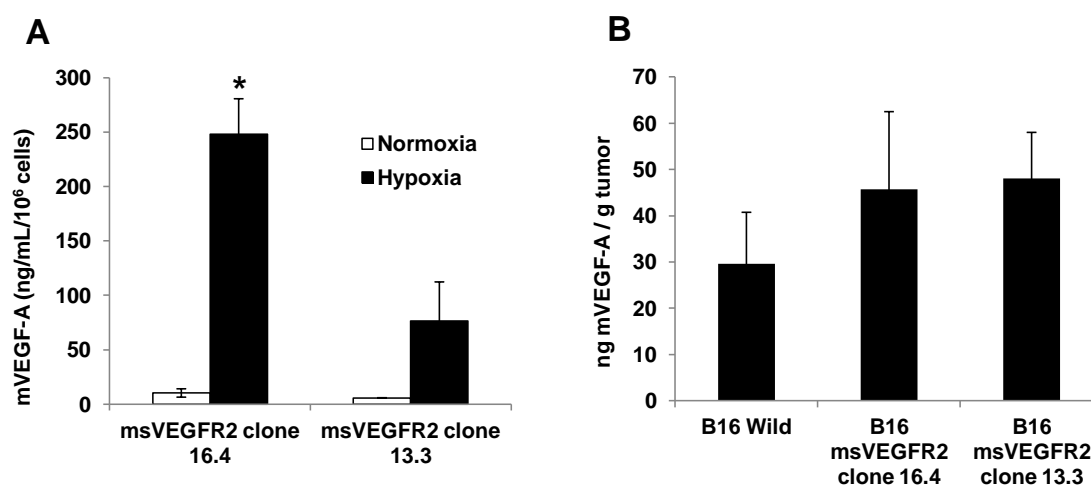 A
mVEGF-A (ng/mL/10⁶ cells)
300
250
200
150
100
50
0
*
Normoxia
Hypoxia
msVEGFR2 clone
16.4
msVEGFR2 clone
13.3
B
ng mVEGF-A / g tumor
70
60
50
40
30
20
10
0
B16 Wild
B16
msVEGFR2
clone 16.4
B16
msVEGFR2
clone 13.3